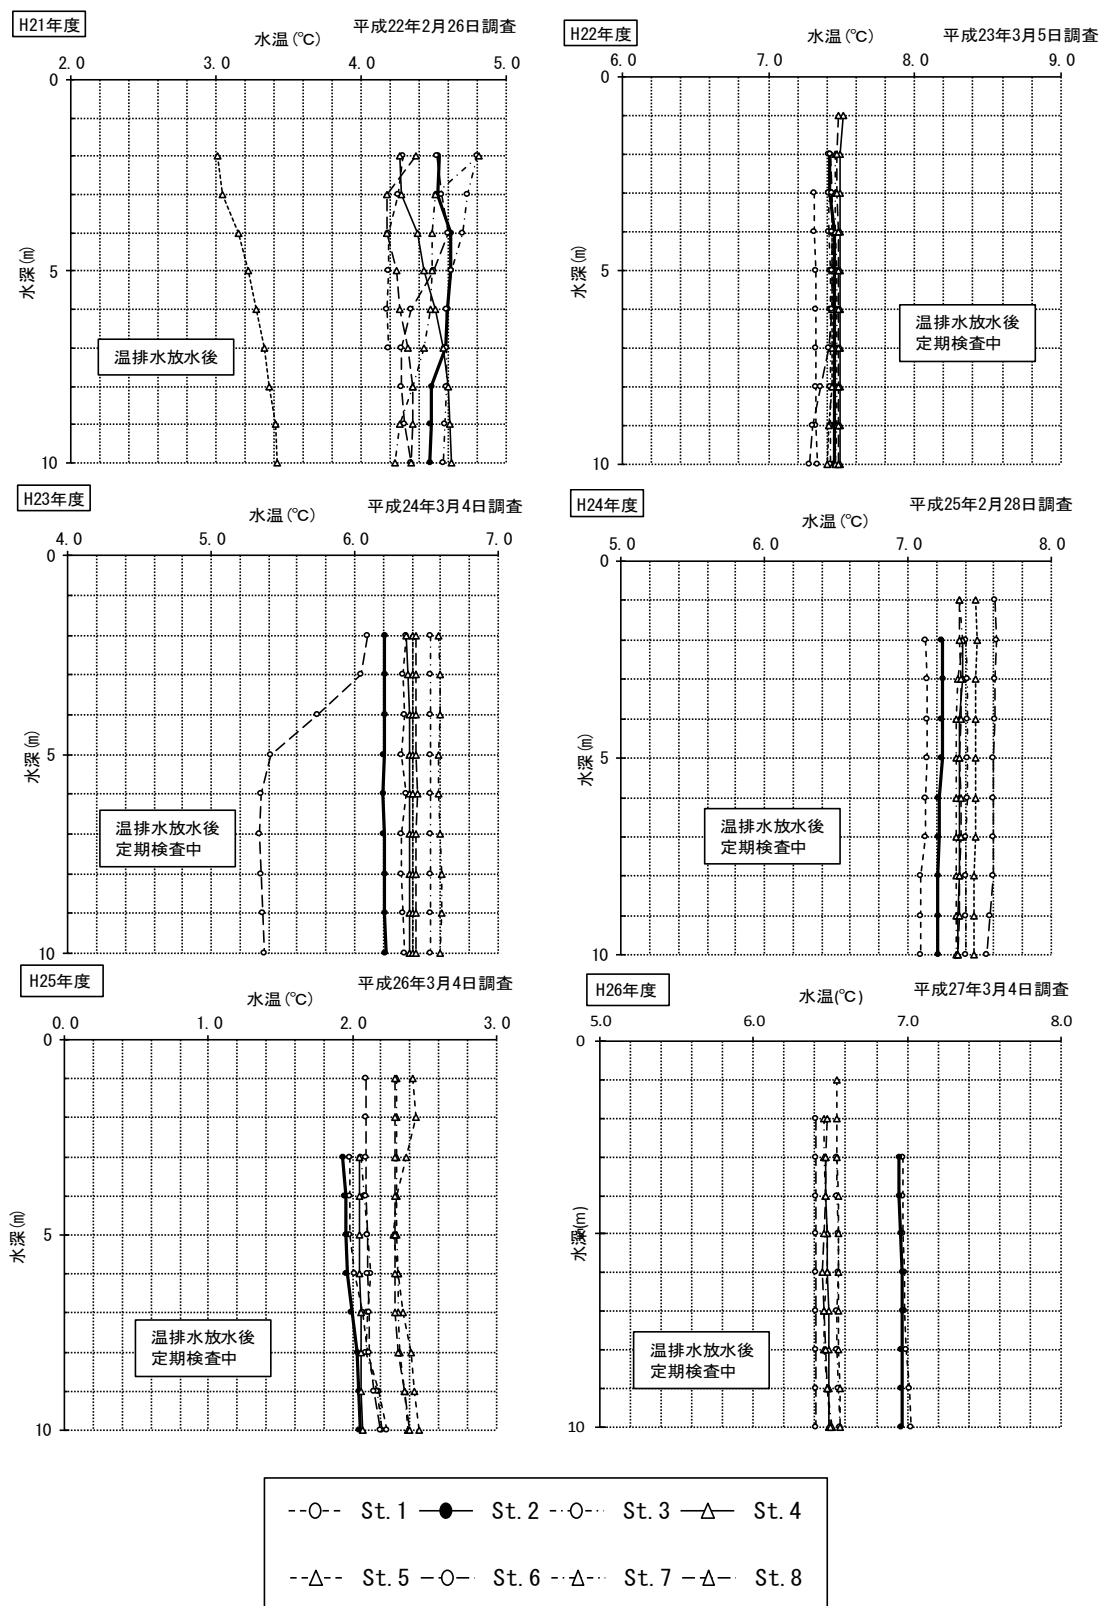 H21年度
平成22年2月26日調査
水温(℃)
2.0 3.0 4.0 5.0
0
5
10
水深(m)
温排水放水後
H22年度
平成23年3月5日調査
水温(℃)
6.0 7.0 8.0 9.0
0
5
10
水深(m)
温排水放水後
定期検査中
H23年度
平成24年3月4日調査
水温(℃)
4.0 5.0 6.0 7.0
0
5
10
水深(m)
温排水放水後
定期検査中
H24年度
平成25年2月28日調査
水温(℃)
5.0 6.0 7.0 8.0
0
5
10
水深(m)
温排水放水後
定期検査中
H25年度
平成26年3月4日調査
水温(℃)
0.0 1.0 2.0 3.0
0
5
10
水深(m)
温排水放水後
定期検査中
H26年度
平成27年3月4日調査
水温(℃)
5.0 6.0 7.0 8.0
0
10
水深(m)
温排水放水後
定期検査中
St.1 St.2 St.3 St.4
St.5 St.6 St.7 St.8